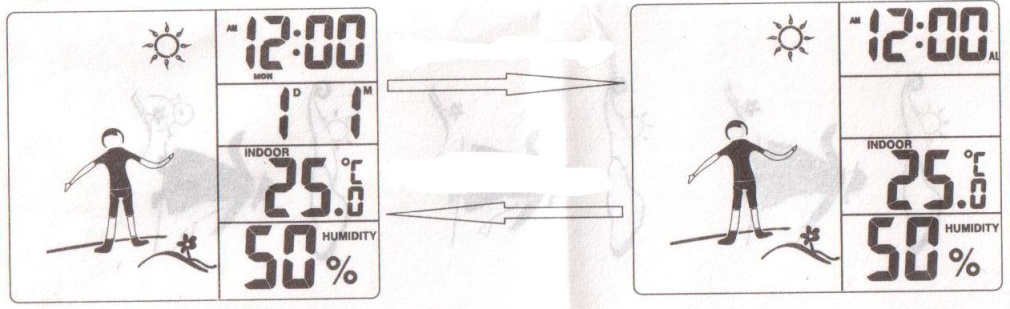 AM 12:00
MON
1 D 1 M
INDOOR
25.0 °C
50 % HUMIDITY
AM 12:00 AL
INDOOR
25.0 °C
50 % HUMIDITY